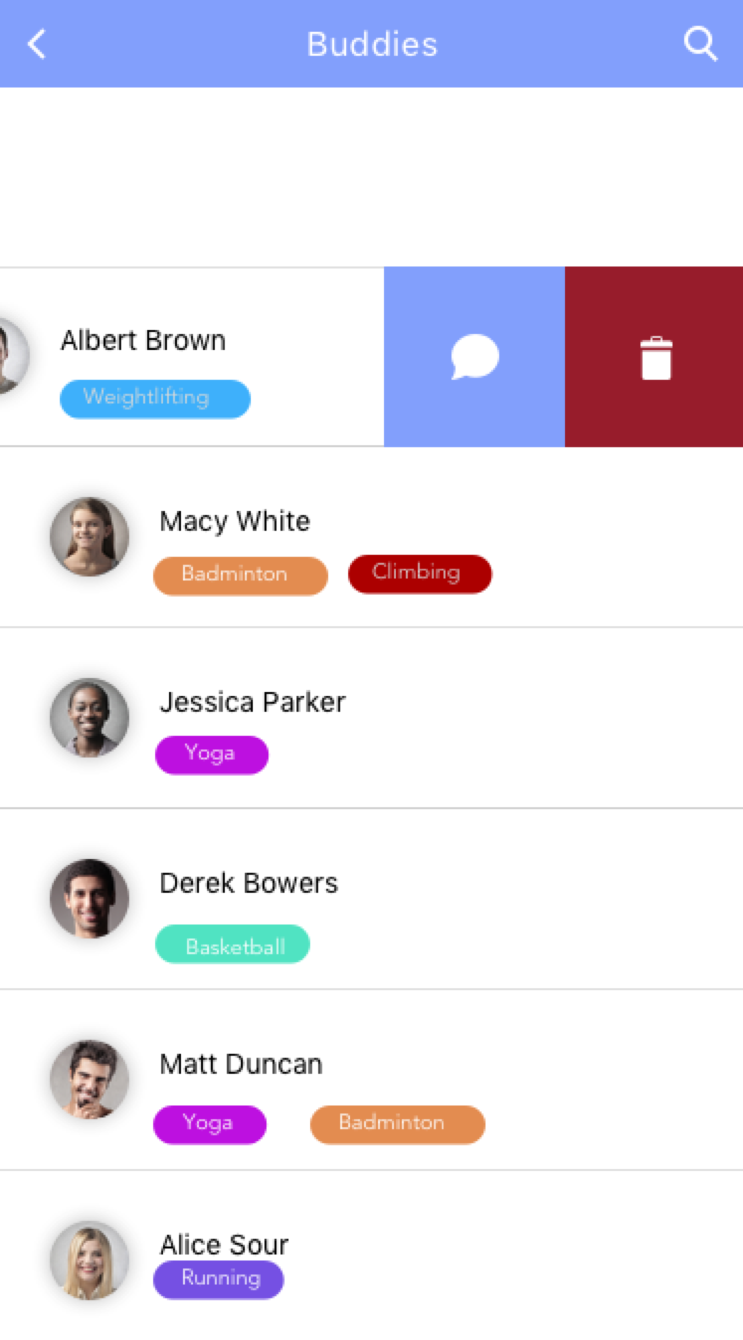 Buddies
Albert Brown
Weightlifting
Macy White
Badminton Climbing
Jessica Parker
Yoga
Derek Bowers
Basketball
Matt Duncan
Yoga Badminton
Alice Sour
Running